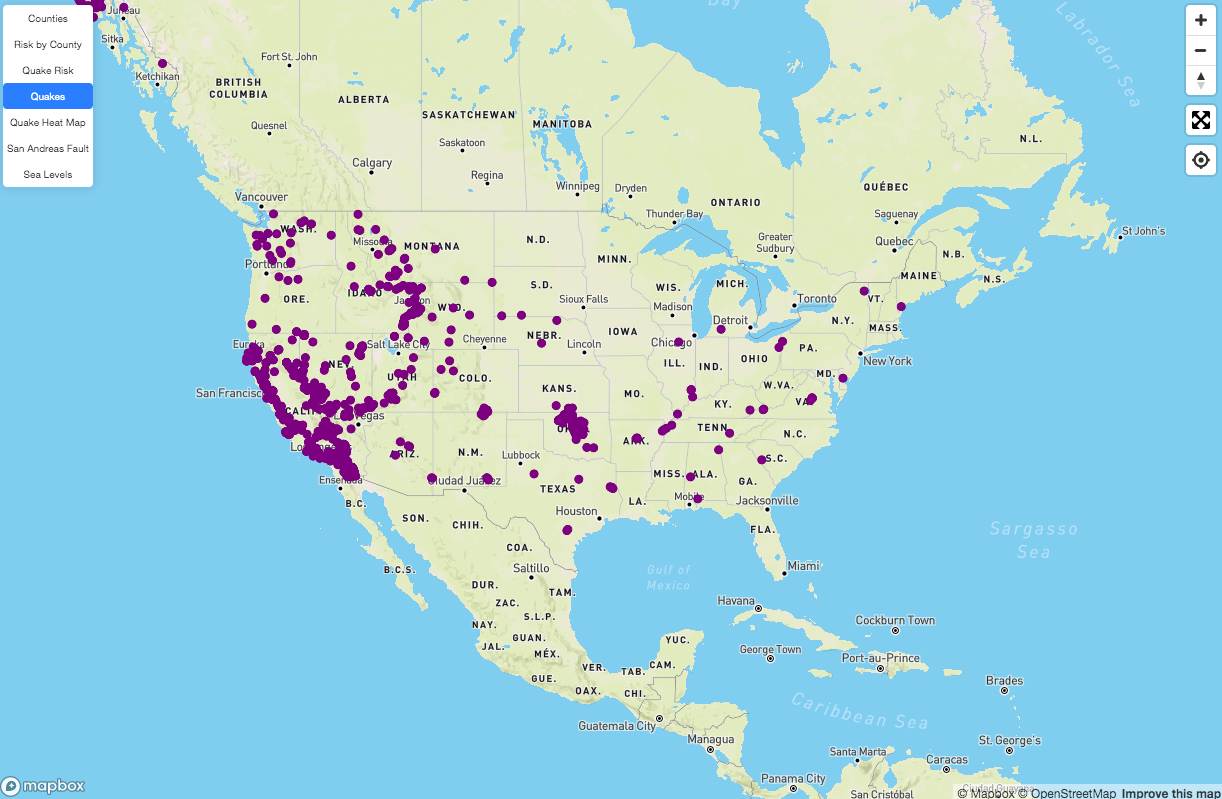 Counties
Risk by County
Quake Risk
Quakes
Quake Heat Map
San Andreas Fault
Sea Levels
Bay
Labrador Sea
Juneau
Sitka
Ketchikan
Fort St. John
BRITISH
COLUMBIA
ALBERTA
SASKATCHEWAN
MANITOBA
N.L.
Quesnel
Saskatoon
Calgary
Regina
Winnipeg
Dryden
ONTARIO
QUÉBEC
Vancouver
Thunder Bay
Saguenay
St John's
WASH.
Missoula
MONTANA
N.D.
Greater
Sudbury
Quebec
N.B.
Portland
MINN.
MAINE
N.S.
ORE.
IDAHO
Jackson
WYO.
S.D.
Sioux Falls
WIS.
MICH.
Madison
Toronto
VT.
Detroit
N.Y.
MASS.
Eureka
Salt Lake City
Cheyenne
NEBR.
Lincoln
IOWA
Chicago
ILL.
IND.
OHIO
PA.
New York
NEV.
UTAH
COLO.
KANS.
MO.
MD.
W.VA.
VA.
San Francisco
CALIF.
Las Vegas
KY.
Los Angeles
ARIZ.
N.M.
OKLA.
ARK.
TENN.
N.C.
Lubbock
S.C.
Ensenada
Ciudad Juarez
TEXAS
MISS.
ALA.
GA.
LA.
Mobile
Jacksonville
B.C.
SON.
CHIH.
Houston
FLA.
Sargasso
Sea
COA.
B.C.S.
Saltillo
Gulf of
Mexico
Miami
DUR.
TAM.
ZAC.
S.L.P.
Havana
NAY.
GUAN.
Cockburn Town
JAL.
MÉX.
YUC.
George Town
Port-au-Prince
VER.
TAB.
CAM.
GUE.
OAX.
CHI.
Brades
Caribbean Sea
Guatemala City
Managua
Santa Marta
St. George's
Caracas
Panama City
San Cristóbal
Ciudad Guayana
mapbox
© Mapbox © OpenStreetMap Improve this map